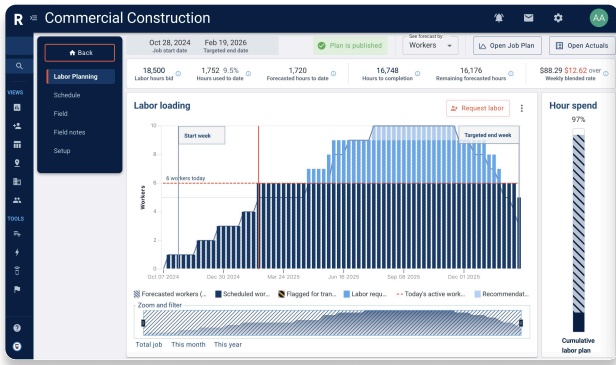 R Commercial Construction AA
Back
Labor Planning
Schedule
Field
Field notes
Setup
VIEWS
TOOLS
Oct 28, 2024 Feb 19, 2026
Job start date Targeted end date
Plan is published
See forecast by:
Workers
Open Job Plan
Open Actuals
18,500 1,752 9.5% 1,720 16,748 16,176 $88.29 $12.62 over
Labor hours bid Hours used to date Forecasted hours to date Hours to completion Remaining forecasted hours Weekly blended rate
Labor loading
Request labor
Start week
Targeted end week
6 workers today
Workers
10
8
6
4
2
0
Oct 07 2024 Dec 30 2024 Mar 24 2025 Jun 16 2025 Sep 08 2025 Dec 01 2025
Forecasted workers (... Scheduled wor... Flagged for tran... Labor requ... Today's active work... Recommendat...
Zoom and filter
Total job This month This year
Hour spend
97%
Cumulative
labor plan